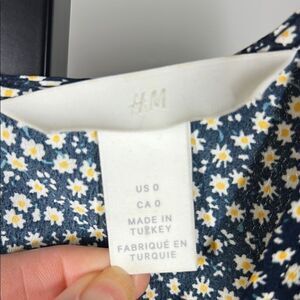 H&M
US 0
CA 0
MADE IN
TURKEY
FABRIQUÉ EN
TURQUIE